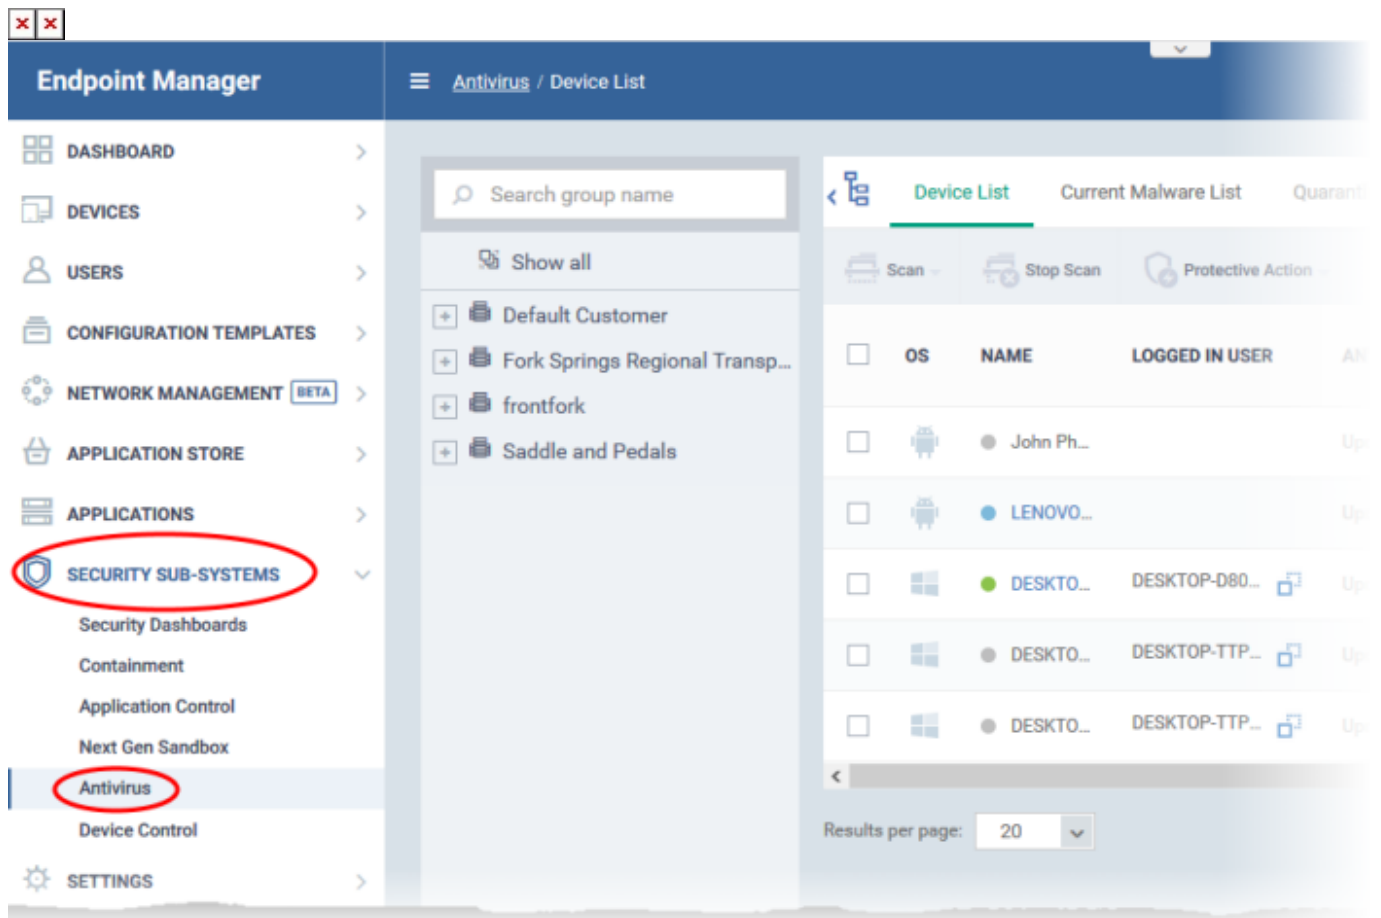 Endpoint Manager
Antivirus / Device List
DASHBOARD
DEVICES
USERS
CONFIGURATION TEMPLATES
NETWORK MANAGEMENT BETA
APPLICATION STORE
APPLICATIONS
SECURITY SUB-SYSTEMS
Security Dashboards
Containment
Application Control
Next Gen Sandbox
Antivirus
Device Control
SETTINGS
Search group name
Show all
Default Customer
Fork Springs Regional Transp...
frontfork
Saddle and Pedals
Device List Current Malware List Quaranti
Scan Stop Scan Protective Action
OS NAME LOGGED IN USER
John Ph...
LENOVO...
DESKTO... DESKTOP-D80...
DESKTO... DESKTOP-TTP...
DESKTO... DESKTOP-TTP...
Results per page: 20